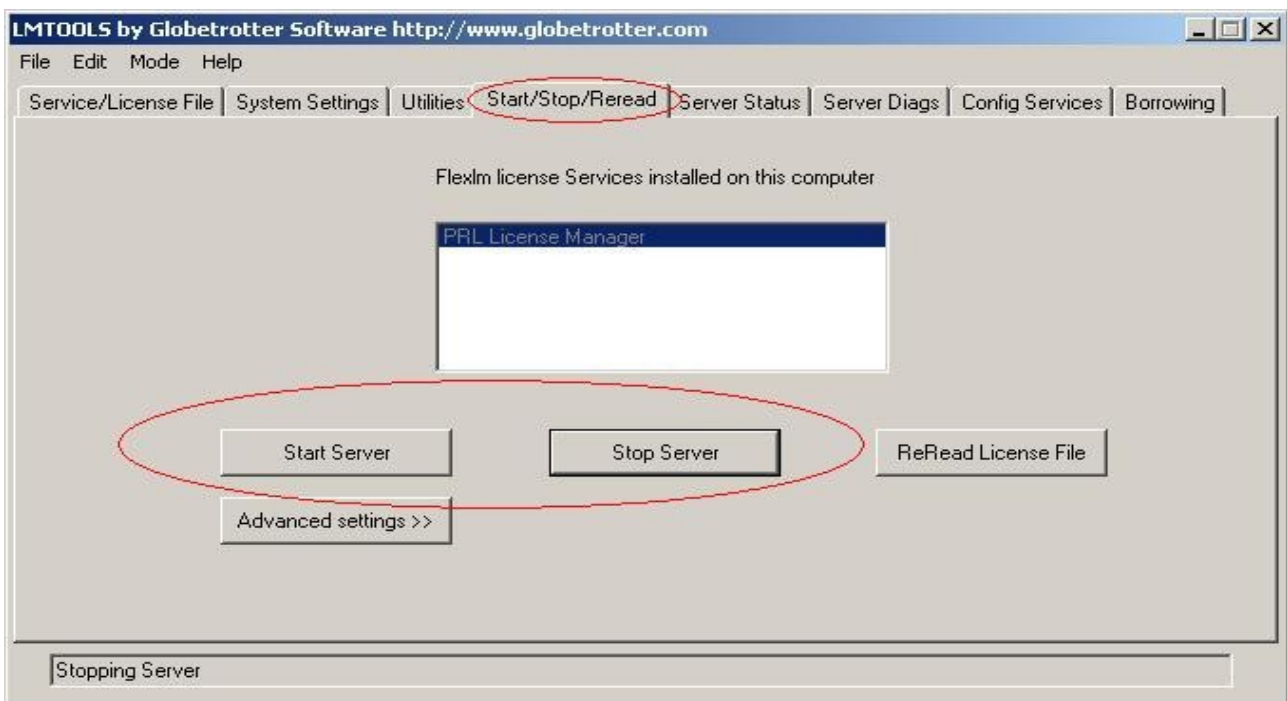 LMTOOLS by Globetrotter Software http://www.globetrotter.com
File Edit Mode Help
Service/License File System Settings Utilities Start/Stop/Reread Server Status Server Diags Config Services Borrowing
Flexlm license Services installed on this computer
PRL License Manager
Start Server Stop Server ReRead License File
Advanced settings >>
Stopping Server